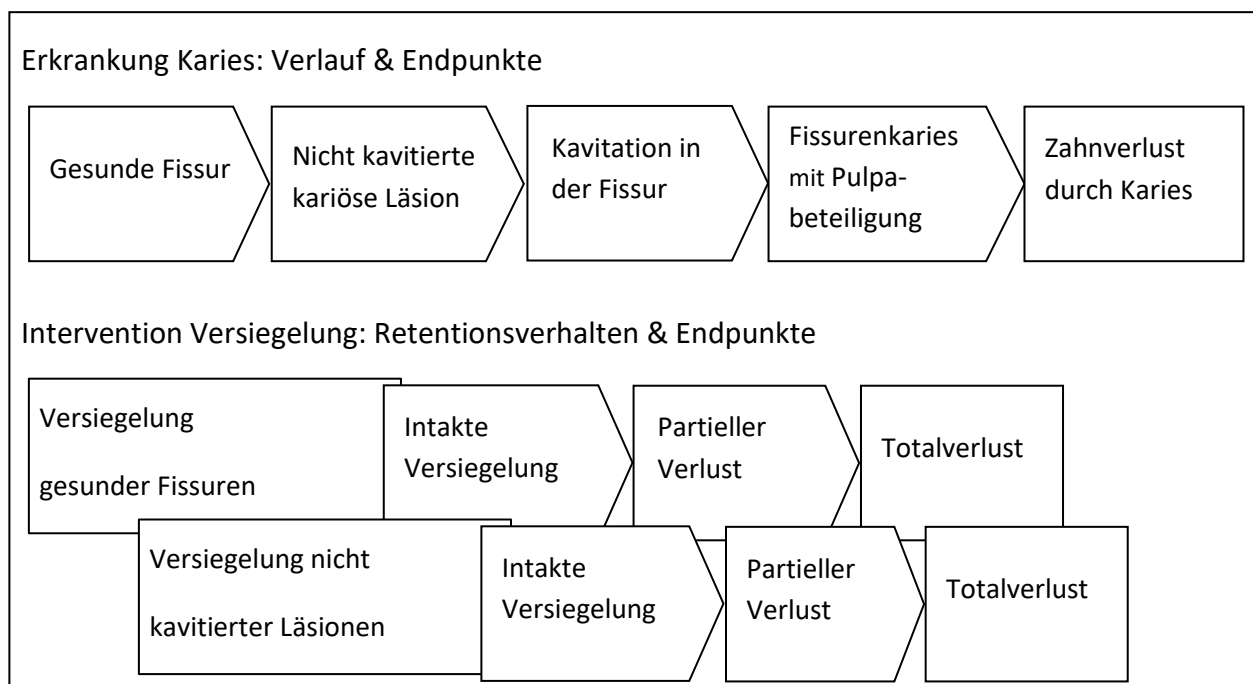 Erkrankung Karies: Verlauf & Endpunkte
Gesunde Fissur
Nicht kavitierte
kariöse Läsion
Kavitation in
der Fissur
Fissurenkaries
mit Pulpa-
beteiligung
Zahnverlust
durch Karies
Intervention Versiegelung: Retentionsverhalten & Endpunkte
Versiegelung
gesunder Fissuren
Intakte
Versiegelung
Partieller
Verlust
Totalverlust
Versiegelung nicht
kavitierter Läsionen
Intakte
Versiegelung
Partieller
Verlust
Totalverlust